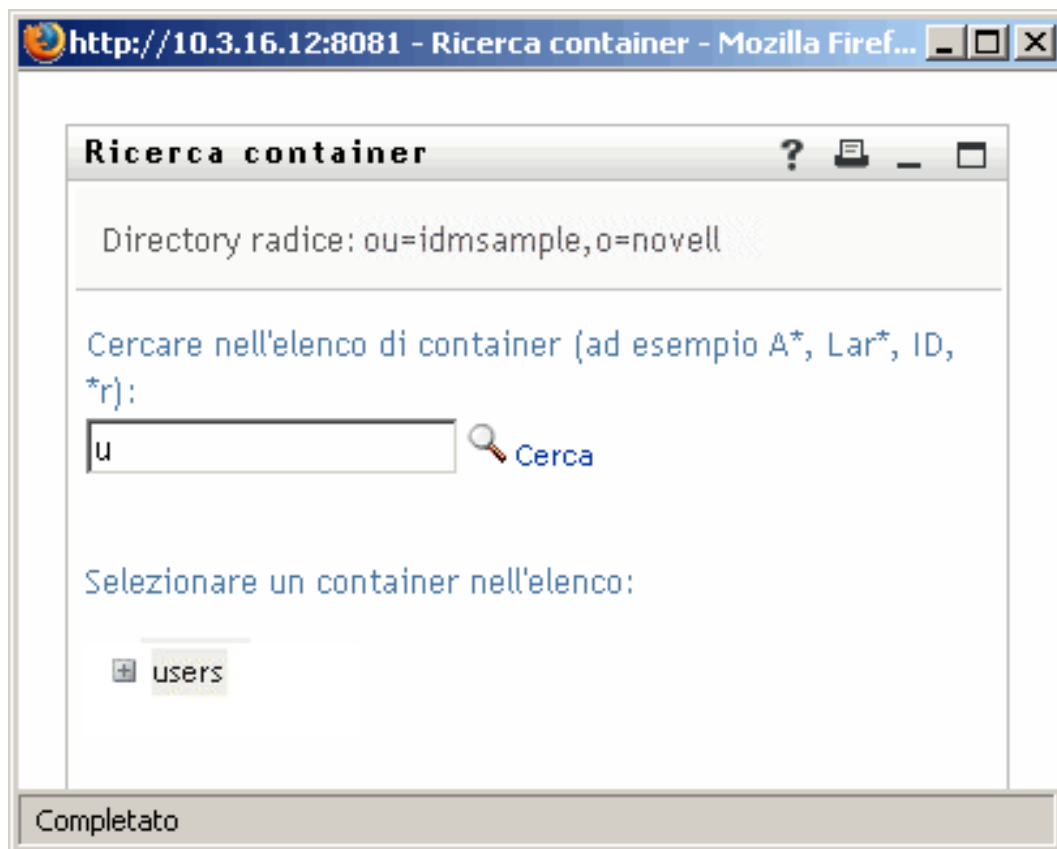 http://10.3.16.12:8081 - Ricerca container - Mozilla Firef...
Ricerca container
Directory radice: ou=idmsample,o=novell
Cercare nell'elenco di container (ad esempio A*, Lar*, ID,
*r):
u
Cerca
Selezionare un container nell'elenco:
users
Completato